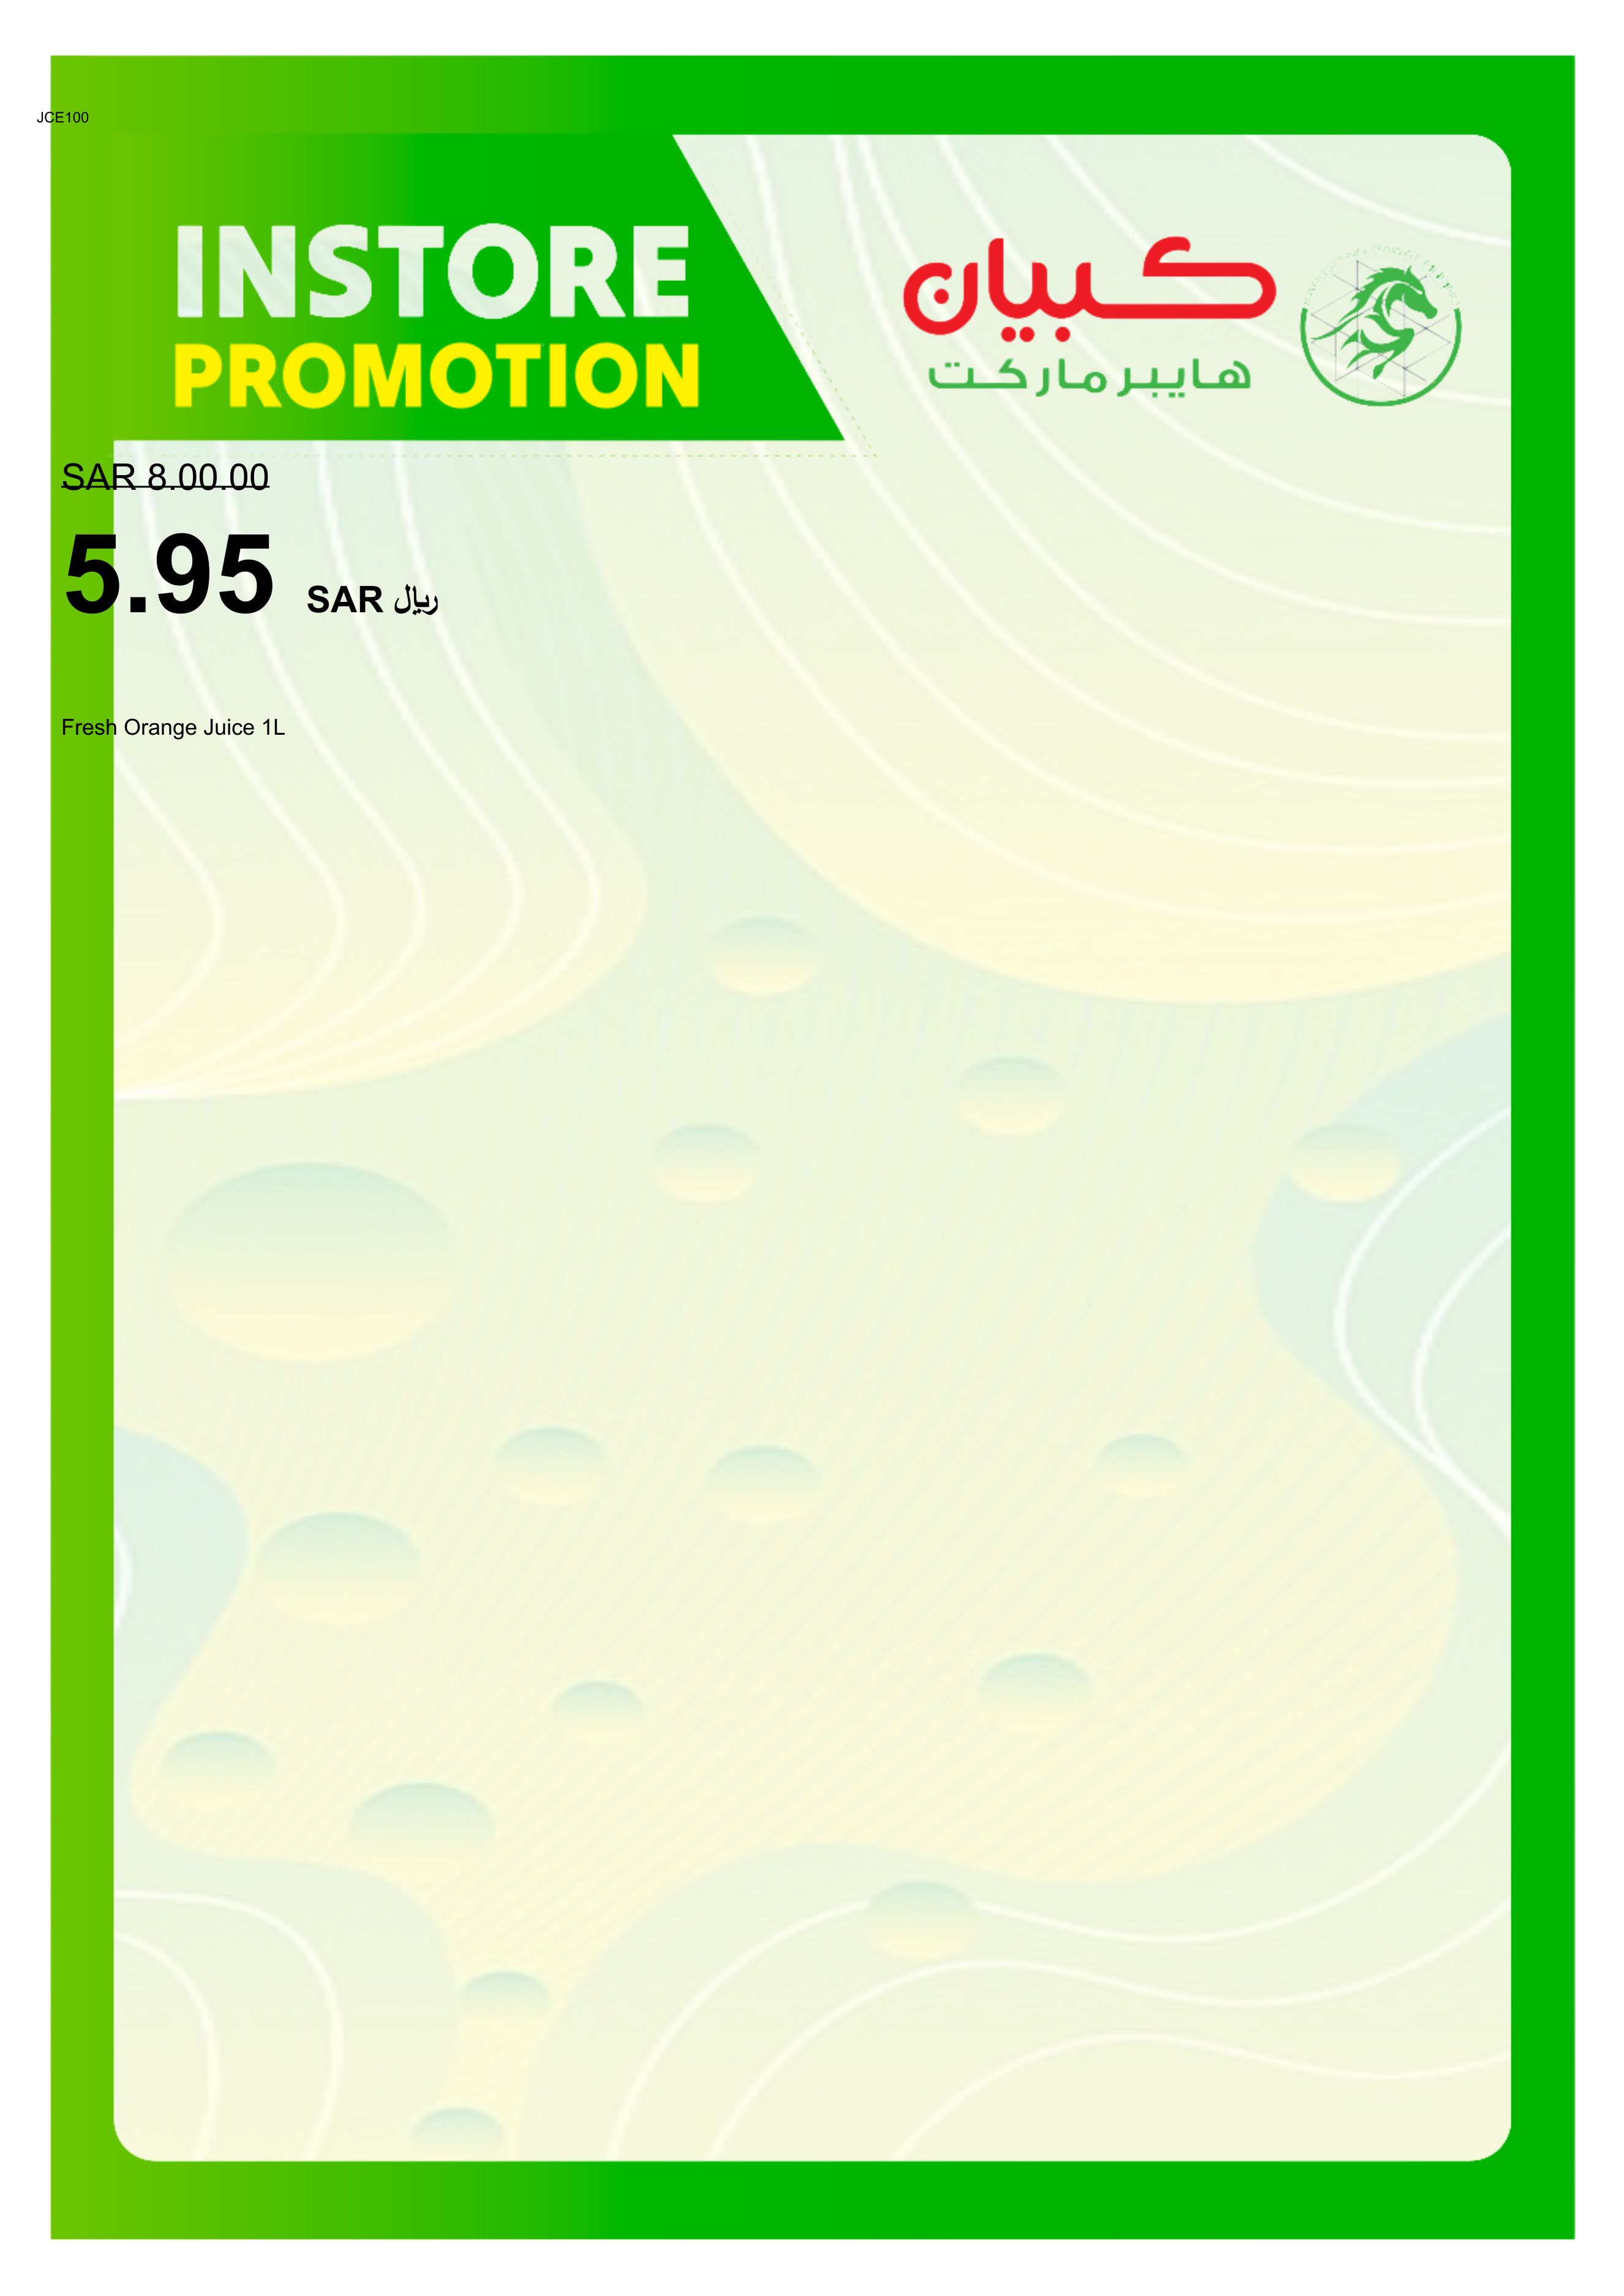 JCE100
INSTORE
PROMOTION
كبيان
هايبر ماركت
SAR 8.00.00
5.95 SAR ريال
Fresh Orange Juice 1L